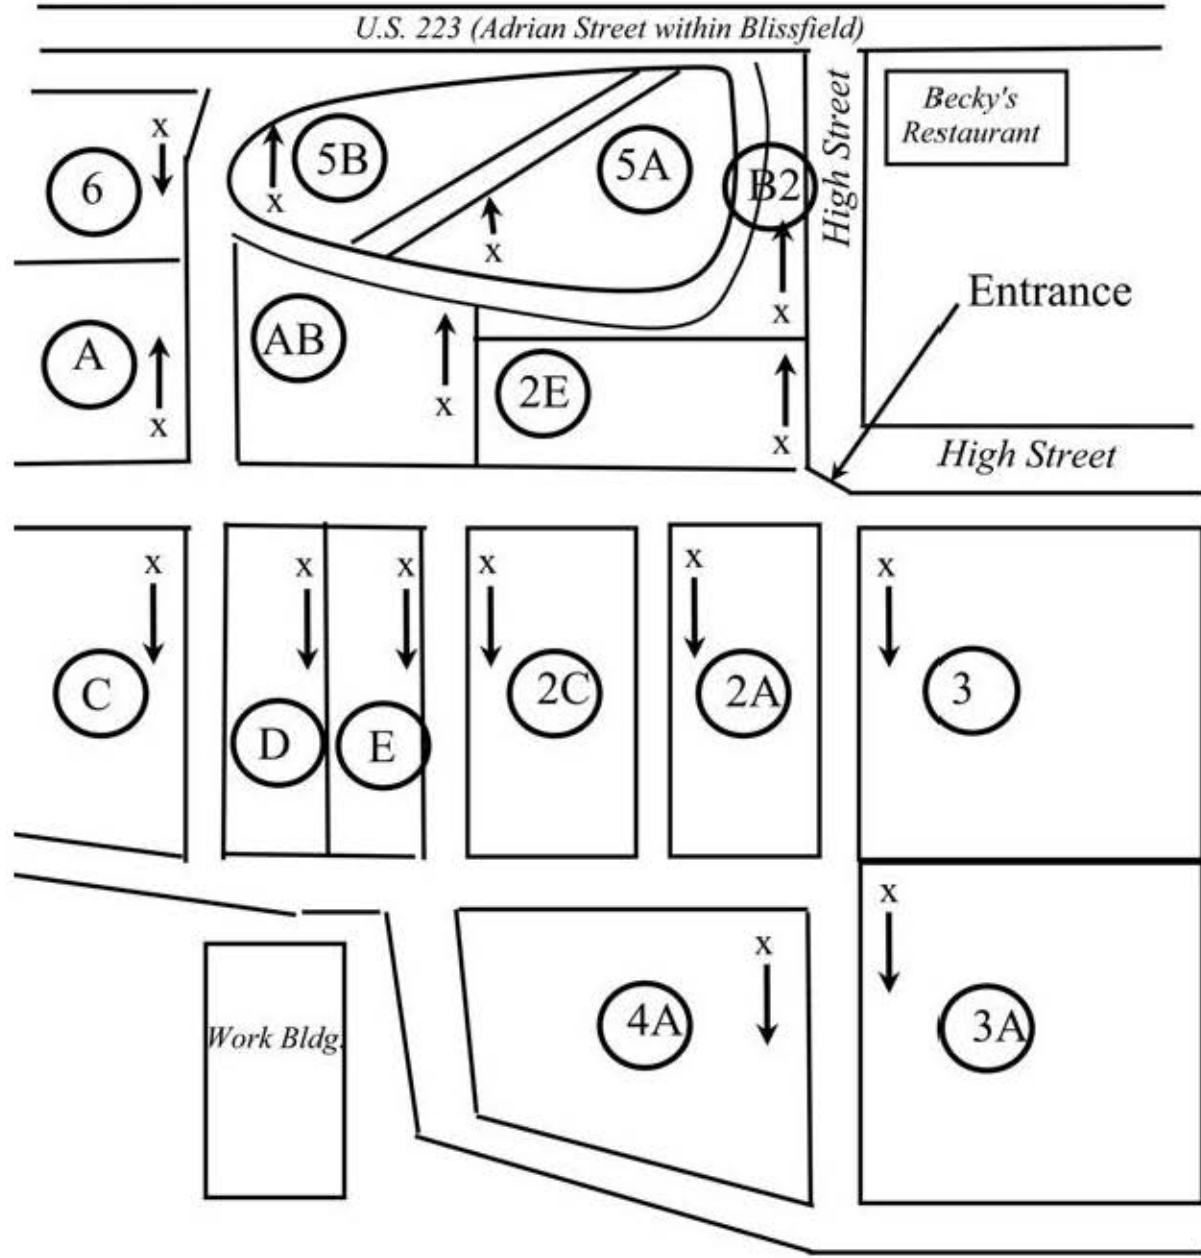 U.S. 223 (Adrian Street within Blissfield)
Becky's
Restaurant
High Street
x
6
5B
x
5A
x
B2
x
Entrance
A
x
AB
x
2E
x
High Street
x
x
x
x
x
x
C
D
E
2C
2A
3
x
x
4A
3A
Work Bldg.